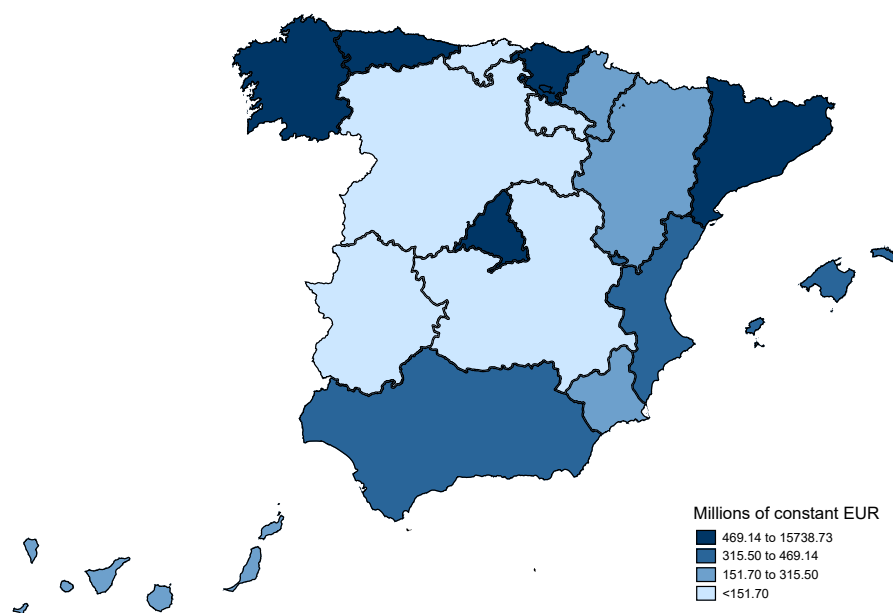 Millions of constant EUR
469.14 to 15738.73
315.50 to 469.14
151.70 to 315.50
<151.70